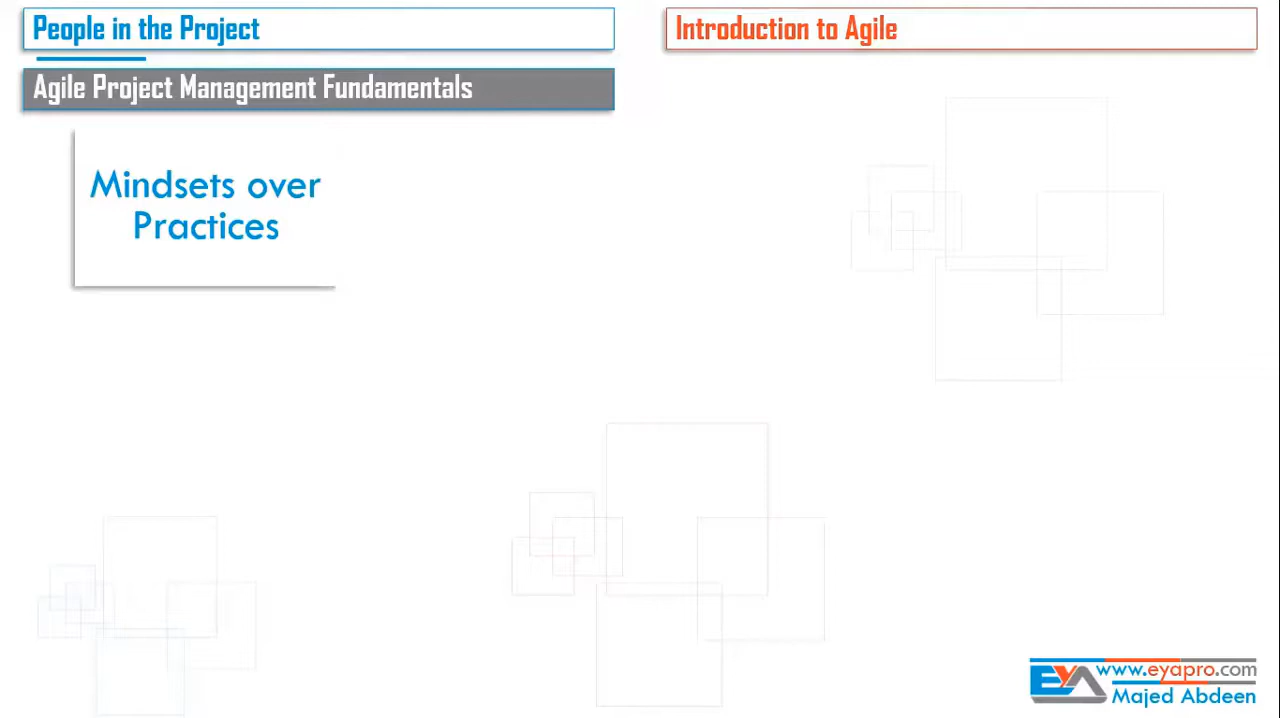 People in the Project
Introduction to Agile
Agile Project Management Fundamentals
Mindsets over
Practices
EYA
www.eyapro.com
Majed Abdeen